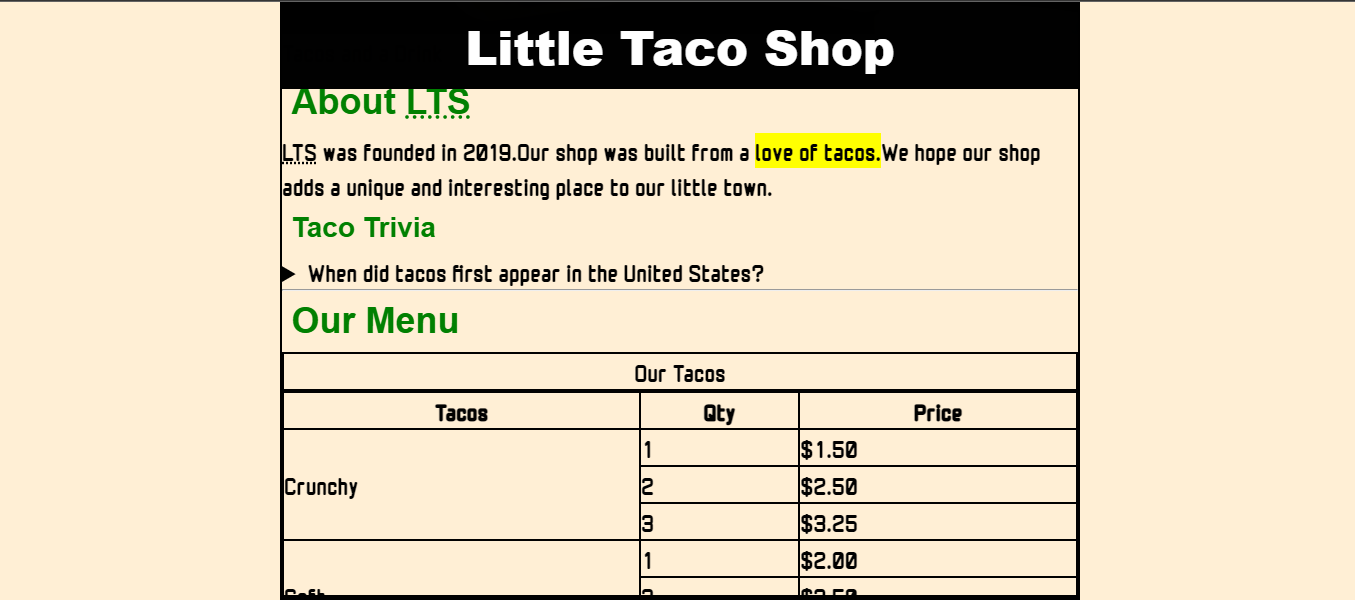 Little Taco Shop
About LTS
LTS was founded in 2019.Our shop was built from a love of tacos.We hope our shop
adds a unique and interesting place to our little town.
Taco Trivia
When did tacos first appear in the United States?
Our Menu
Our Tacos
Tacos Qty Price
1 $1.50
Crunchy 2 $2.50
3 $3.25
1 $2.00